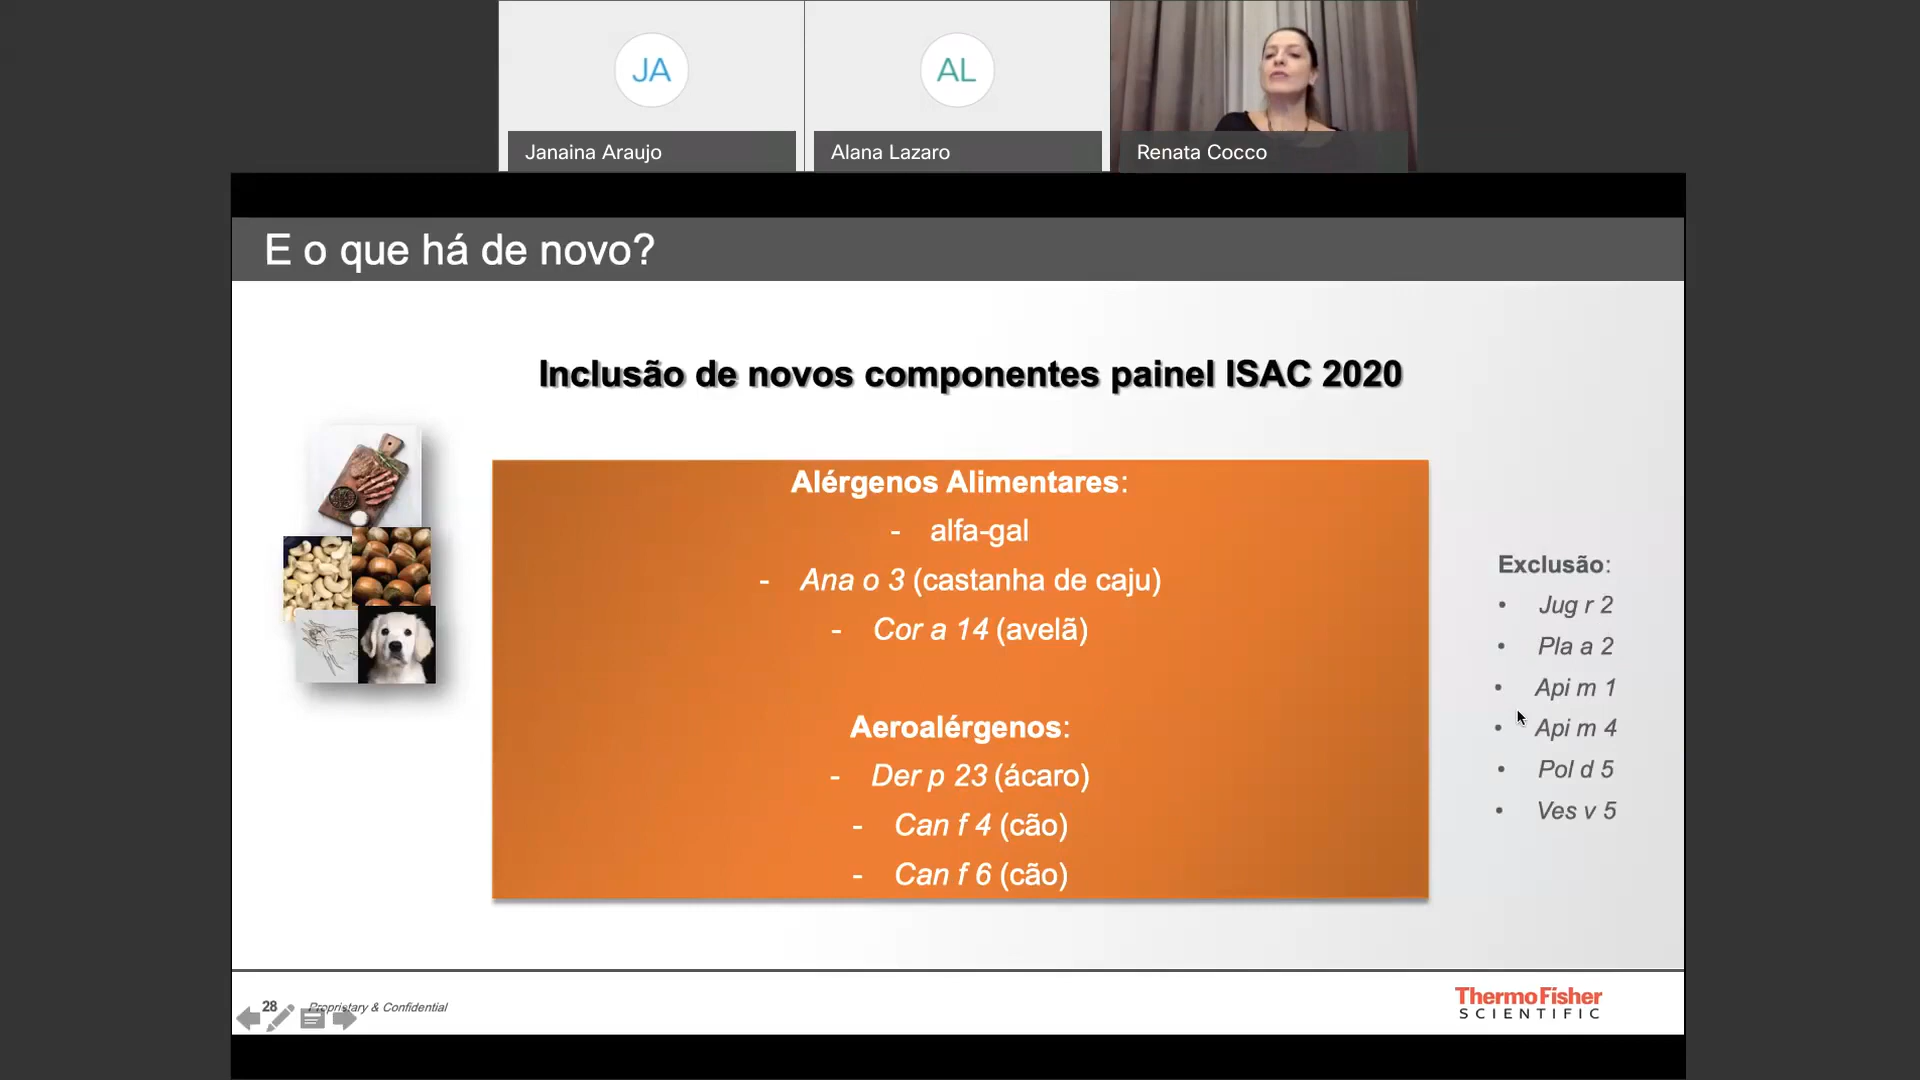 JA
AL
Janaina Araujo
Alana Lazaro
Renata Cocco
E o que há de novo?
Inclusão de novos componentes painel ISAC 2020
Alérgenos Alimentares:
- alfa-gal
- Ana o 3 (castanha de caju)
- Cor a 14 (avelã)
Aeroalérgenos:
- Der p 23 (ácaro)
- Can f 4 (cão)
- Can f 6 (cão)
Exclusão:
• Jug r 2
• Pla a 2
• Api m 1
• Api m 4
• Pol d 5
• Ves v 5
28
Proprietary & Confidential
ThermoFisher
SCIENTIFIC